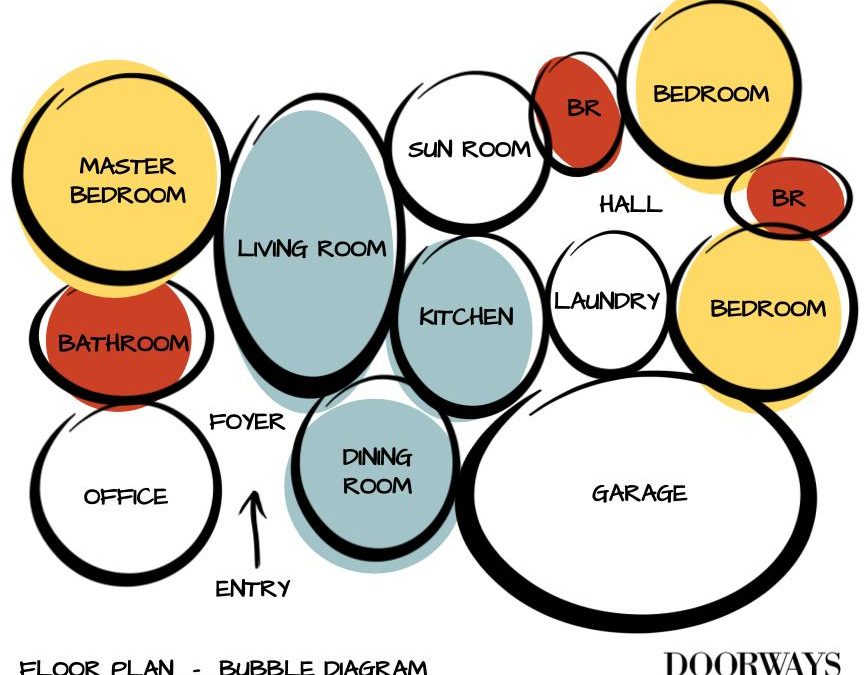 BEDROOM
BR
SUN ROOM
MASTER
BEDROOM
BR
HALL
LIVING ROOM
KITCHEN
LAUNDRY
BEDROOM
BATHROOM
FOYER
DINING
ROOM
OFFICE
GARAGE
ENTRY
FLOOR PLAN - BUBBLE DIAGRAM
DOORWAYS